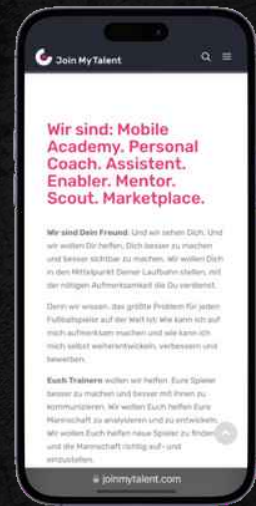 Join MyTalent
Wir sind: Mobile
Academy. Personal
Coach. Assistent.
Enabler. Mentor.
Scout. Marketplace.
Wir sind Dein Freund. Und wir sehen Dich. Und
wir wollen Dir helfen, Dich besser zu machen
und besser sichtbar zu machen. Wir wollen Dich
in den Mittelpunkt Deiner Laufbahn stellen, mit
der nötigen Aufmerksamkeit die Du verdienst.
Denn wir wissen, das größte Problem für jeden
Fußballspieler auf der Welt ist: Wie kann ich auf
mich aufmerksam machen und wie kann ich
mich selbst weiterentwickeln, verbessern und
bewerben.
Euch Trainern wollen wir helfen. Eure Spieler
besser zu machen und besser mit ihnen zu
kommunizieren. Wir wollen Euch helfen Eure
Mannschaft zu analysieren und zu entwickeln.
Wir wollen Euch helfen neue Spieler zu finden
und die Mannschaft richtig auf- und
einzustellen.
joinmytalent.com